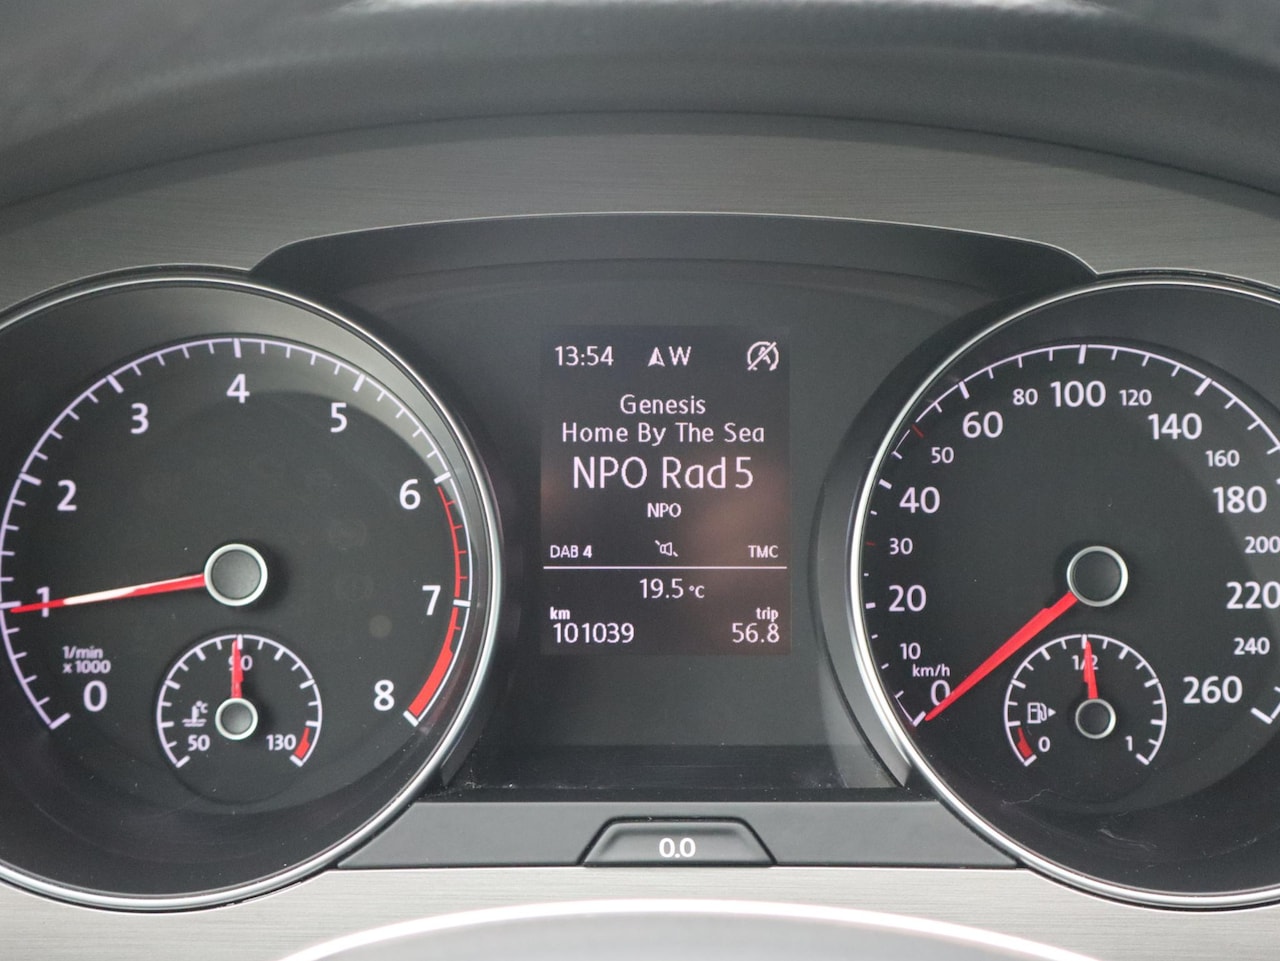 13:54 W
Genesis
Home By The Sea
NPO Rad 5
NPO
DAB 4 TMC
19.5 °C
km trip
101039 56.8
0.0
0
1
2
3
4
5
6
7
8
1/min
x 1000
90
°C
50 130
0
10
20
30
40
50
60
80
100
120
140
160
180
200
220
240
260
km/h
1/2
0 1